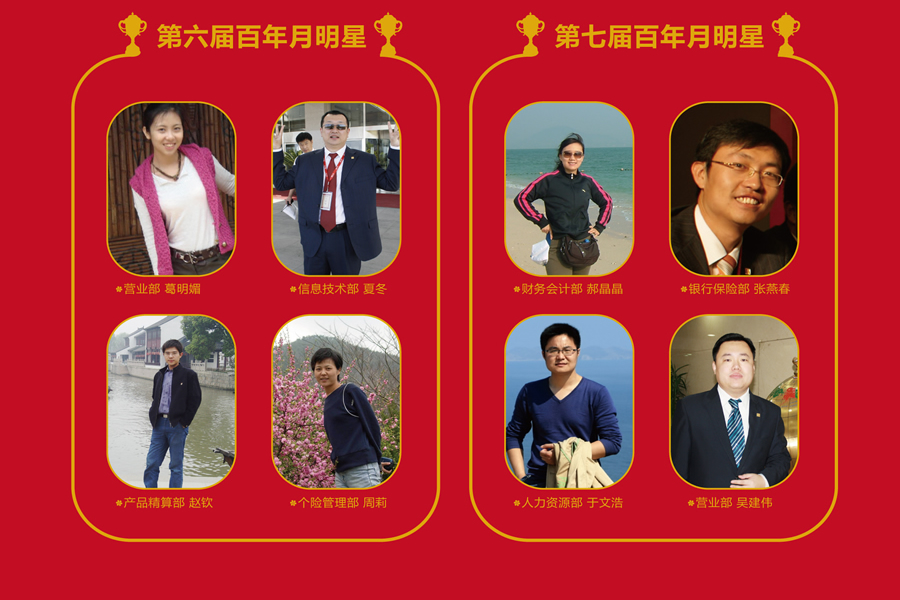 第六届百年月明星
第七届百年月明星
营业部 葛明媚
信息技术部 夏冬
财务会计部 郝晶晶
银行保险部 张燕春
产品精算部 赵钦
个险管理部 周莉
人力资源部 于文浩
营业部 吴建伟